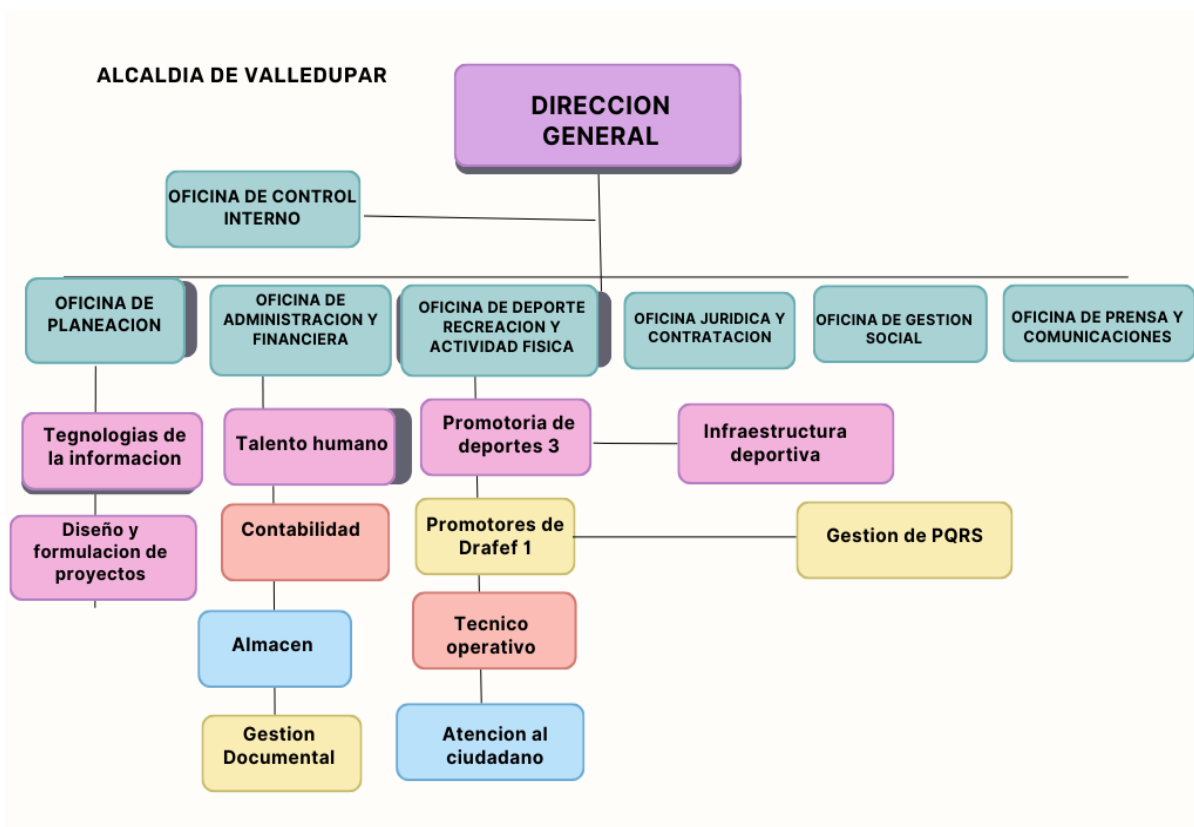 ALCALDIA DE VALLEDUPAR
DIRECCION
GENERAL
OFICINA DE CONTROL
INTERNO
OFICINA DE
PLANEACION
OFICINA DE
ADMINISTRACION Y
FINANCIERA
OFICINA DE DEPORTE
RECREACION Y
ACTIVIDAD FISICA
OFICINA JURIDICA Y
CONTRATACION
OFICINA DE GESTION
SOCIAL
OFICINA DE PRENSA Y
COMUNICACIONES
Tegnologias de
la informacion
Talento humano
Promotoria de
deportes 3
Infraestructura
deportiva
Diseño y
formulacion de
proyectos
Contabilidad
Promotores de
Drafef 1
Gestion de PQRS
Almacen
Tecnico
operativo
Gestion
Documental
Atencion al
ciudadano